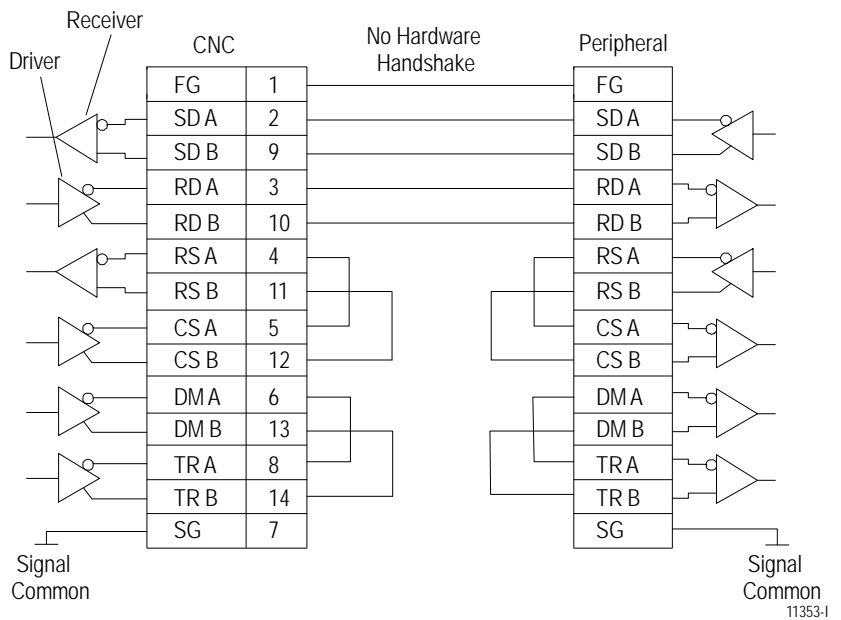 Receiver
Driver
CNC
No Hardware
Handshake
Peripheral
FG 1 FG
SD A 2 SD A
SD B 9 SD B
RD A 3 RD A
RD B 10 RD B
RS A 4 RS A
RS B 11 RS B
CS A 5 CS A
CS B 12 CS B
DM A 6 DM A
DM B 13 DM B
TR A 8 TR A
TR B 14 TR B
SG 7 SG
Signal
Common
Signal
Common
11353-I